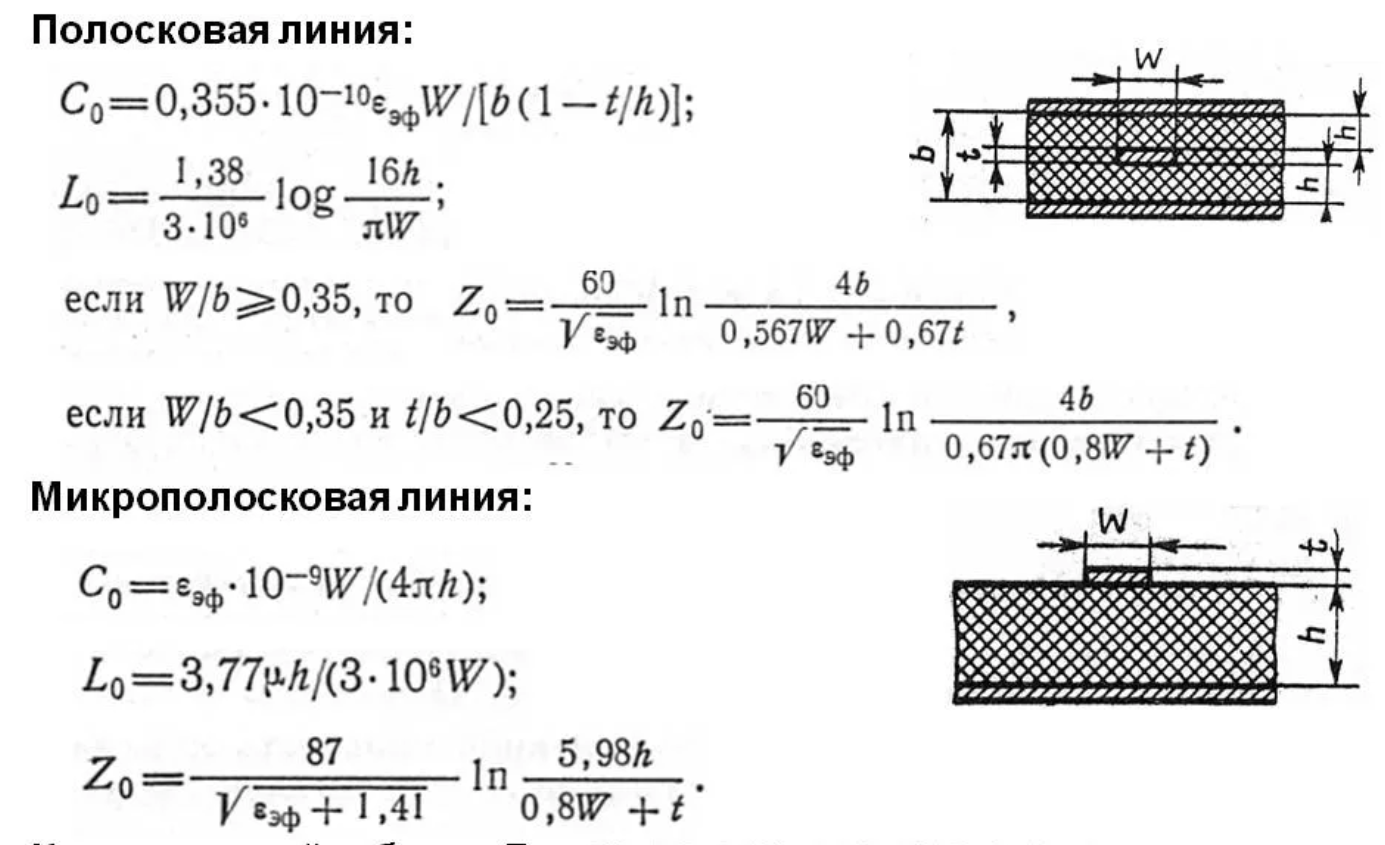 Полосковая линия:
C₀=0,355·10⁻¹⁰ε_эф W/[b(1−t/h)];
L₀= 1,38/(3·10⁶) log 16h/(πW);
если W/b⩾0,35, то Z₀= 60/√ε_эф ln 4b/(0,567W + 0,67t),
если W/b<0,35 и t/b<0,25, то Z₀= 60/√ε_эф ln 4b/(0,67π(0,8W + t)).
W
b
t
h
h
Микрополосковая линия:
C₀=ε_эф·10⁻⁹W/(4πh);
L₀=3,77μh/(3·10⁶W);
Z₀= 87/√(ε_эф + 1,41) ln 5,98h/(0,8W + t).
W
t
h